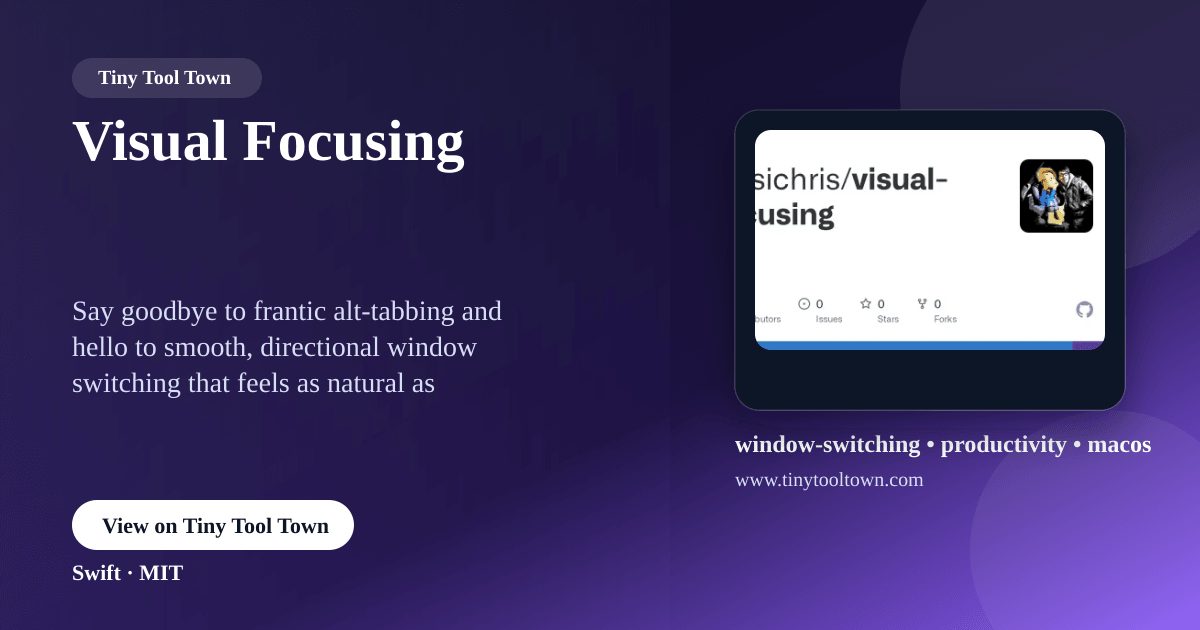 Tiny Tool Town
Visual Focusing
Say goodbye to frantic alt-tabbing and
hello to smooth, directional window
switching that feels as natural as
View on Tiny Tool Town
Swift · MIT
sichris/visual-
cusing
0
0
0
butors
Issues
Stars
Forks
window-switching • productivity • macos
www.tinytooltown.com